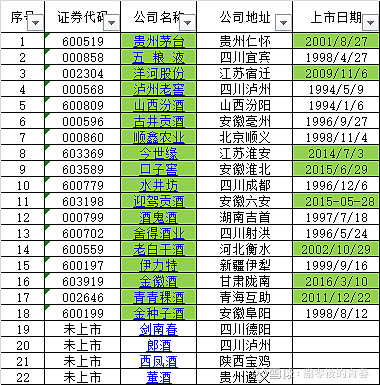 序号 证券代码 公司名称 公司地址 上市日期
1 600519 贵州茅台 贵州仁怀 2001/8/27
2 000858 五 粮 液 四川宜宾 1998/4/27
3 002304 洋河股份 江苏宿迁 2009/11/6
4 000568 泸州老窖 四川泸州 1994/5/9
5 600809 山西汾酒 山西汾阳 1994/1/6
6 000596 古井贡酒 安徽亳州 1996/9/27
7 000860 顺鑫农业 北京顺义 1998/11/4
8 603369 今世缘 江苏淮安 2014/7/3
9 603589 口子窖 安徽淮北 2015/6/29
10 600779 水井坊 四川成都 1996/12/6
11 603198 迎驾贡酒 安徽六安 2015-05-28
12 000799 酒鬼酒 湖南吉首 1997/7/18
13 600702 舍得酒业 四川射洪 1996/5/24
14 600559 老白干酒 河北衡水 2002/10/29
15 600197 伊力特 新疆伊犁 1999/9/16
16 603919 金徽酒 甘肃陇南 2016/3/10
17 002646 青青稞酒 青海互助 2011/12/22
18 600199 金种子酒 安徽阜阳 1998/8/12
19 未上市 剑南春 四川德阳
20 未上市 郎酒 四川泸州
21 未上市 西凤酒 陕西宝鸡
22 未上市 董酒 贵州遵义